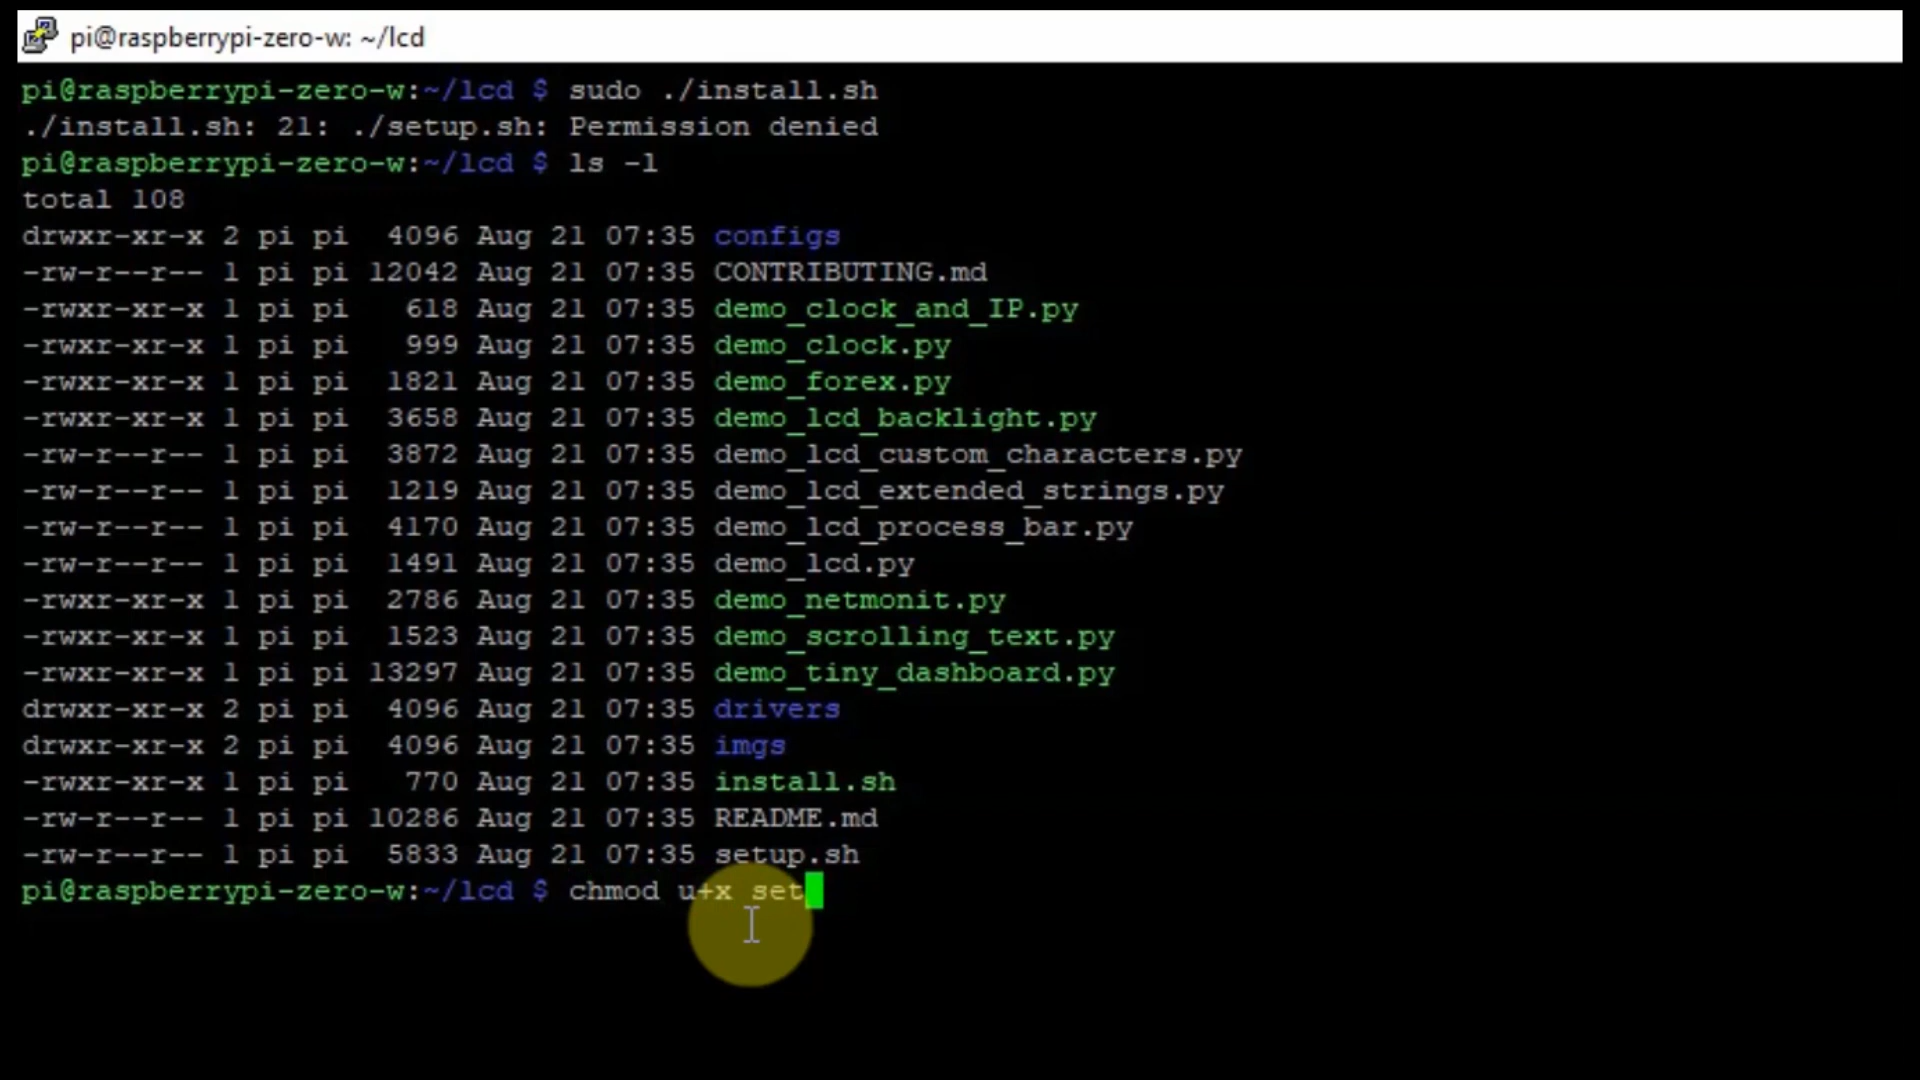 pi@raspberrypi-zero-w: ~/lcd
pi@raspberrypi-zero-w:~/lcd $ sudo ./install.sh
./install.sh: 21: ./setup.sh: Permission denied
pi@raspberrypi-zero-w:~/lcd $ ls -l
total 108
drwxr-xr-x 2 pi pi  4096 Aug 21 07:35 configs
-rw-r--r-- 1 pi pi 12042 Aug 21 07:35 CONTRIBUTING.md
-rwxr-xr-x 1 pi pi   618 Aug 21 07:35 demo_clock_and_IP.py
-rwxr-xr-x 1 pi pi   999 Aug 21 07:35 demo_clock.py
-rwxr-xr-x 1 pi pi  1821 Aug 21 07:35 demo_forex.py
-rwxr-xr-x 1 pi pi  3658 Aug 21 07:35 demo_lcd_backlight.py
-rw-r--r-- 1 pi pi  3872 Aug 21 07:35 demo_lcd_custom_characters.py
-rw-r--r-- 1 pi pi  1219 Aug 21 07:35 demo_lcd_extended_strings.py
-rw-r--r-- 1 pi pi  4170 Aug 21 07:35 demo_lcd_process_bar.py
-rw-r--r-- 1 pi pi  1491 Aug 21 07:35 demo_lcd.py
-rwxr-xr-x 1 pi pi  2786 Aug 21 07:35 demo_netmonit.py
-rwxr-xr-x 1 pi pi  1523 Aug 21 07:35 demo_scrolling_text.py
-rwxr-xr-x 1 pi pi 13297 Aug 21 07:35 demo_tiny_dashboard.py
drwxr-xr-x 2 pi pi  4096 Aug 21 07:35 drivers
drwxr-xr-x 2 pi pi  4096 Aug 21 07:35 imgs
-rwxr-xr-x 1 pi pi   770 Aug 21 07:35 install.sh
-rw-r--r-- 1 pi pi 10286 Aug 21 07:35 README.md
-rw-r--r-- 1 pi pi  5833 Aug 21 07:35 setup.sh
pi@raspberrypi-zero-w:~/lcd $ chmod u+x set